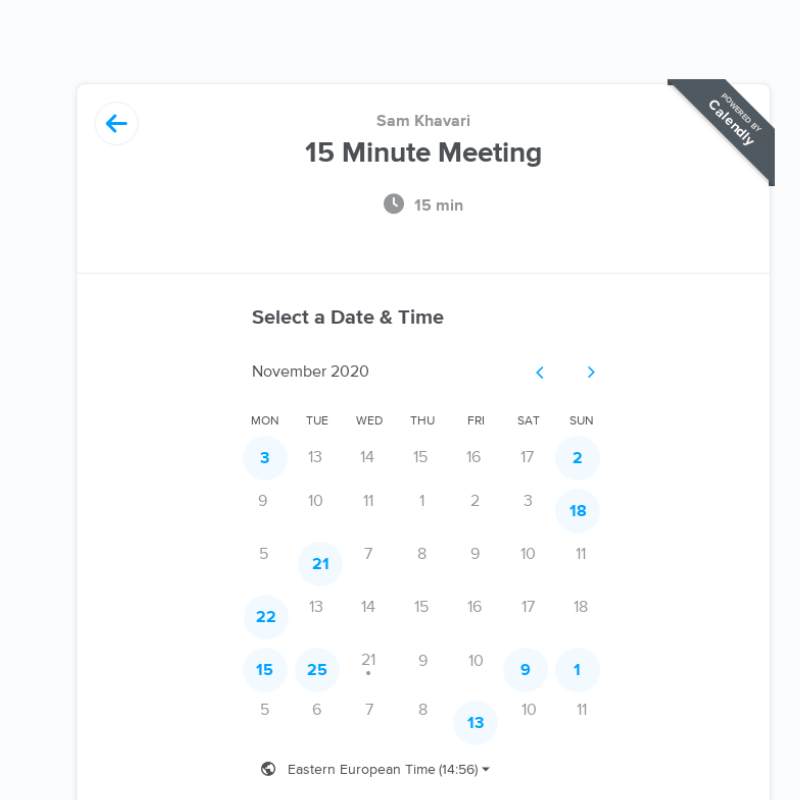 Sam Khavari
15 Minute Meeting
15 min
POWERED BY
Calendly
Select a Date & Time
November 2020
MON TUE WED THU FRI SAT SUN
3 13 14 15 16 17 2
9 10 11 1 2 3 18
5 21 7 8 9 10 11
22 13 14 15 16 17 18
15 25 21 9 10 9 1
5 6 7 8 13 10 11
Eastern European Time (14:56)